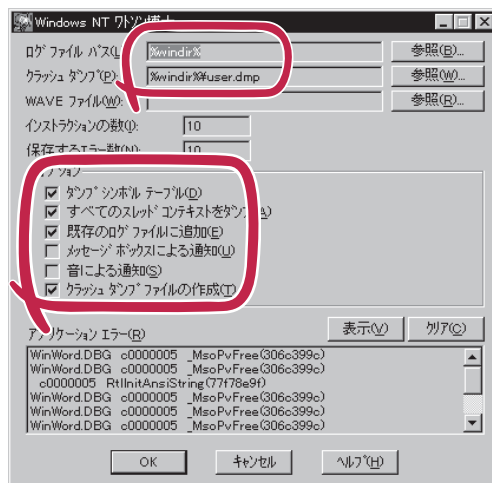 Windows NT ワトソン博士
ログ ファイル パス(L): %windir% 参照(B)...
クラッシュ ダンプ(P): %windir%¥user.dmp 参照(W)...
WAVE ファイル(W): 参照(R)...
インストラクションの数(I): 10
保存するエラー数(N): 10
オプション
ダンプ シンボル テーブル(D)
すべてのスレッド コンテキストをダンプ(A)
既存のログ ファイルに追加(E)
メッセージ ボックスによる通知(U)
音による通知(S)
クラッシュ ダンプ ファイルの作成(T)
アプリケーション エラー(R) 表示(V) クリア(C)
WinWord.DBG c0000005 _MsoPvFree(306c399c)
WinWord.DBG c0000005 _MsoPvFree(306c399c)
c0000005 RtlInitAnsiString(77f78e9f)
WinWord.DBG c0000005 _MsoPvFree(306c399c)
WinWord.DBG c0000005 _MsoPvFree(306c399c)
WinWord.DBG c0000005 _MsoPvFree(306c399c)
OK キャンセル ヘルプ(H)